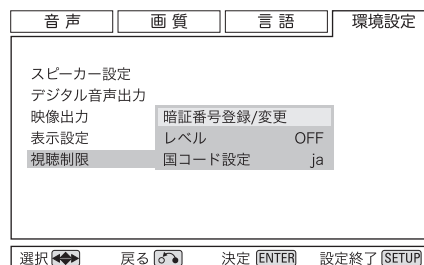 音声 画質 言語 環境設定
スピーカー設定
デジタル音声出力
映像出力 暗証番号登録/変更
表示設定 レベル OFF
視聴制限 国コード設定 ja
選択 戻る 決定 ENTER 設定終了 SETUP